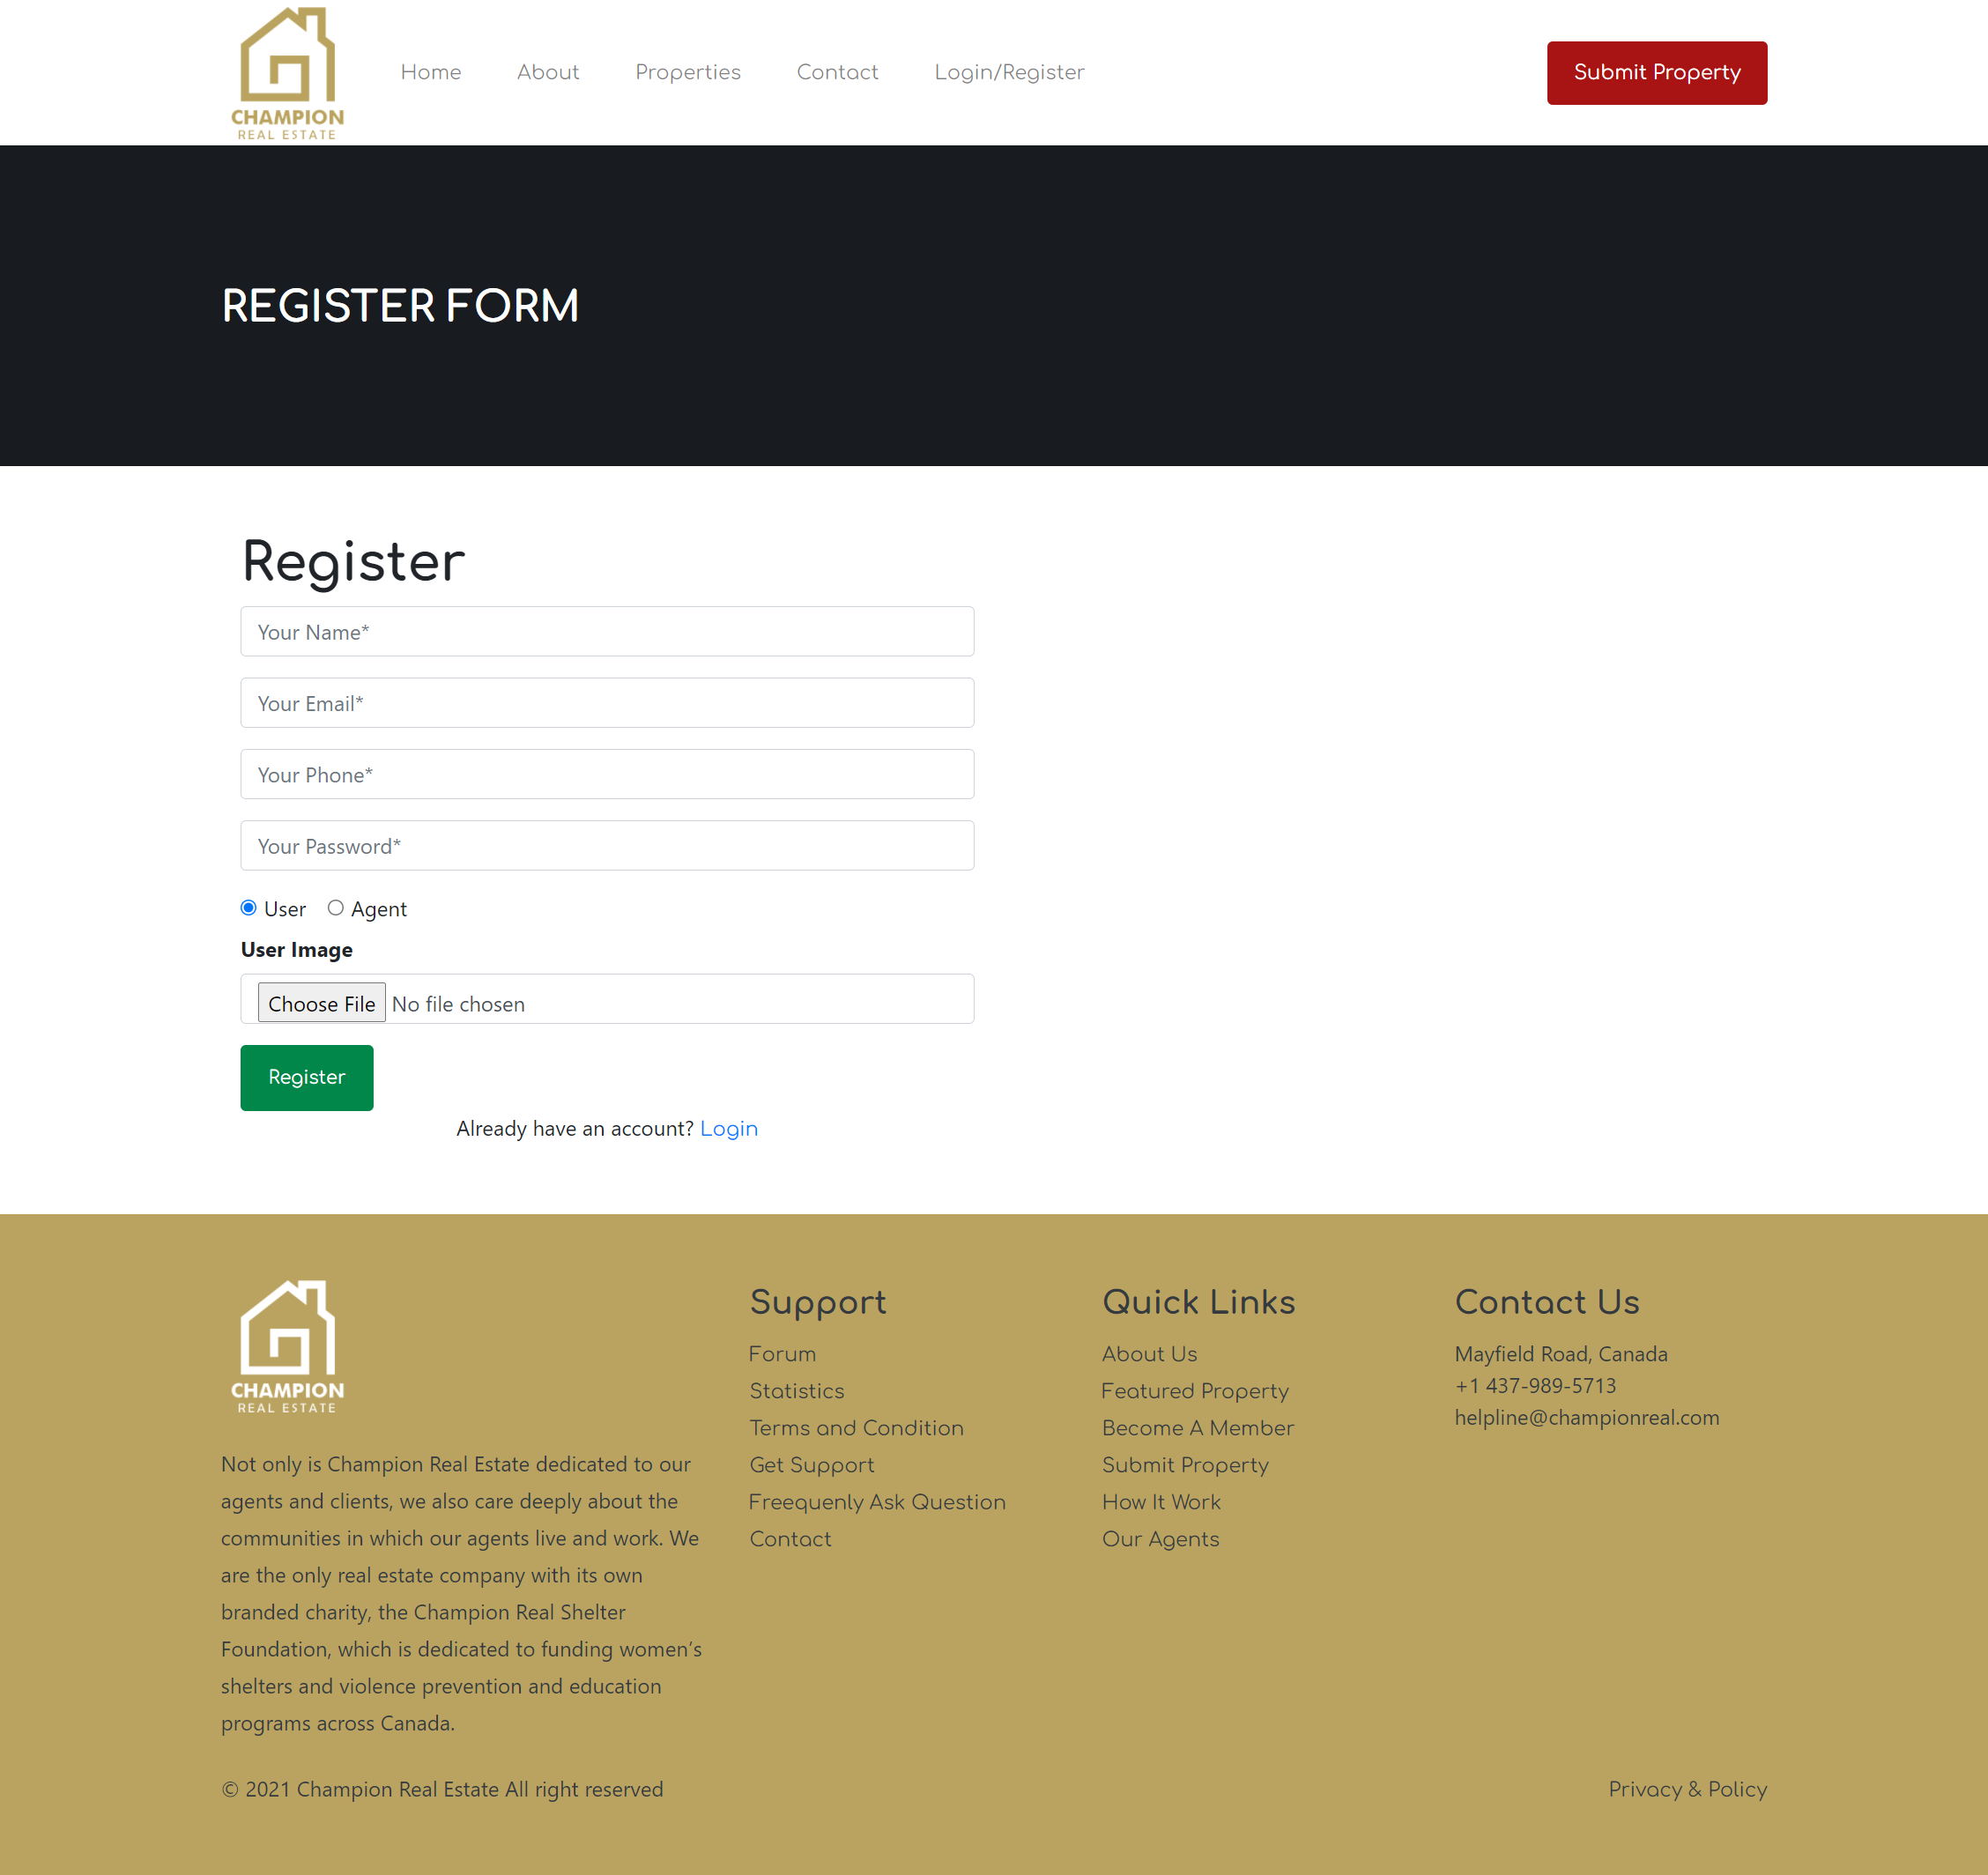 CHAMPION
REAL ESTATE
Home About Properties Contact Login/Register Submit Property
REGISTER FORM
Register
Your Name*
Your Email*
Your Phone*
Your Password*
User Agent
User Image
Choose File No file chosen
Register
Already have an account? Login
CHAMPION
REAL ESTATE
Not only is Champion Real Estate dedicated to our
agents and clients, we also care deeply about the
communities in which our agents live and work. We
are the only real estate company with its own
branded charity, the Champion Real Shelter
Foundation, which is dedicated to funding women’s
shelters and violence prevention and education
programs across Canada.
Support
Forum
Statistics
Terms and Condition
Get Support
Freequenly Ask Question
Contact
Quick Links
About Us
Featured Property
Become A Member
Submit Property
How It Work
Our Agents
Contact Us
Mayfield Road, Canada
+1 437-989-5713
helpline@championreal.com
© 2021 Champion Real Estate All right reserved
Privacy & Policy